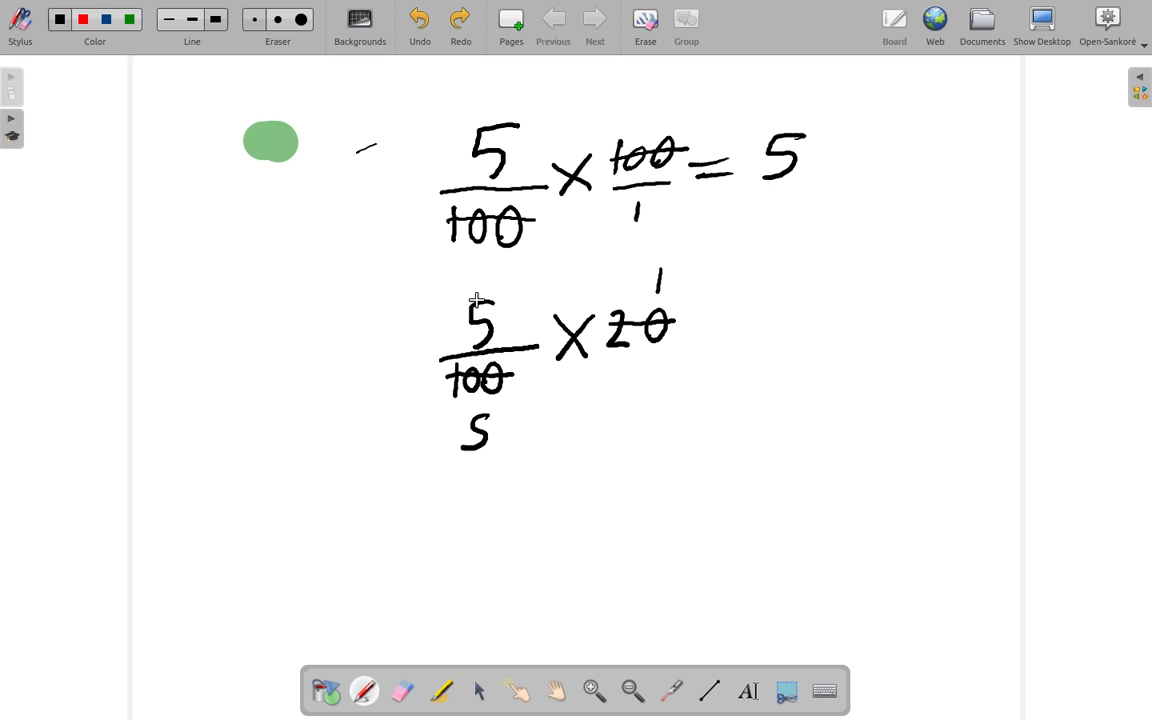 Stylus Color Line Eraser Backgrounds Undo Redo Pages Previous Next Erase Group Board Web Documents Show Desktop Open-Sankoré
5/100 × 100/1 = 5
1
5/100 × 20
5